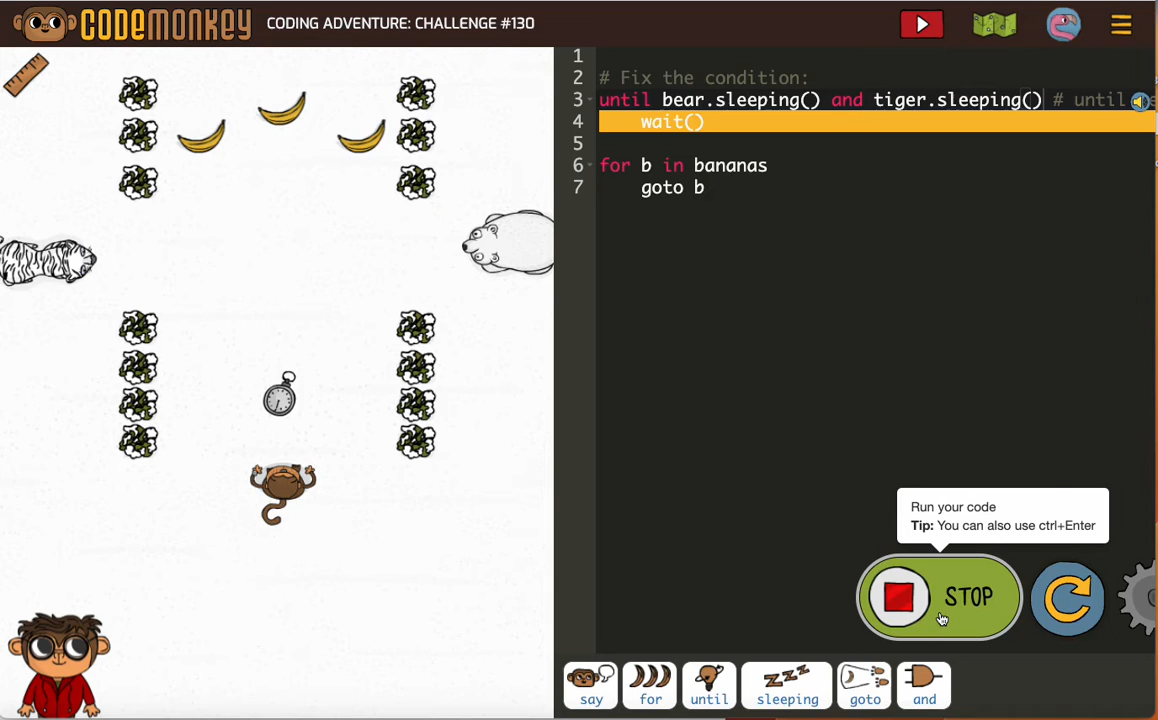 CODEMONKEY CODING ADVENTURE: CHALLENGE #130
1
2 # Fix the condition:
3 until bear.sleeping() and tiger.sleeping() # until
4 wait()
5
6 for b in bananas
7 goto b
Run your code
Tip: You can also use ctrl+Enter
STOP
say for until sleeping goto and